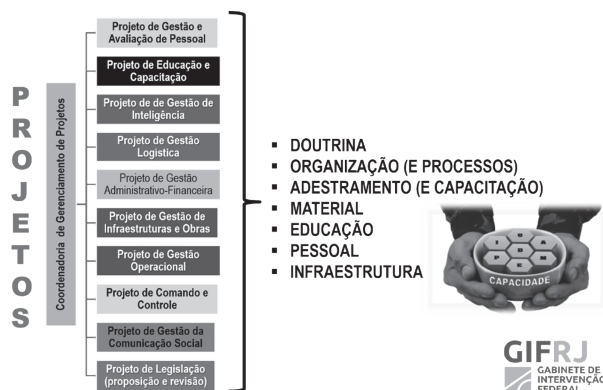 PROJETOS
Coordenadoria de Gerenciamento de Projetos
Projeto de Gestão e
Avaliação de Pessoal
Projeto de Educação e
Capacitação
Projeto de de Gestão de
Inteligência
Projeto de Gestão
Logistica
Projeto de Gestão
Administrativo-Financeira
Projeto de Gestão de
Infraestruturas e Obras
Projeto de Gestão
Operacional
Projeto de Comando e
Controle
Projeto de Gestão da
Comunicação Social
Projeto de Legislação
(proposição e revisão)
▪ DOUTRINA
▪ ORGANIZAÇÃO (E PROCESSOS)
▪ ADESTRAMENTO (E CAPACITAÇÃO)
▪ MATERIAL
▪ EDUCAÇÃO
▪ PESSOAL
▪ INFRAESTRUTURA
CAPACIDADE
GIFRJ
GABINETE DE
INTERVENÇÃO
FEDERAL